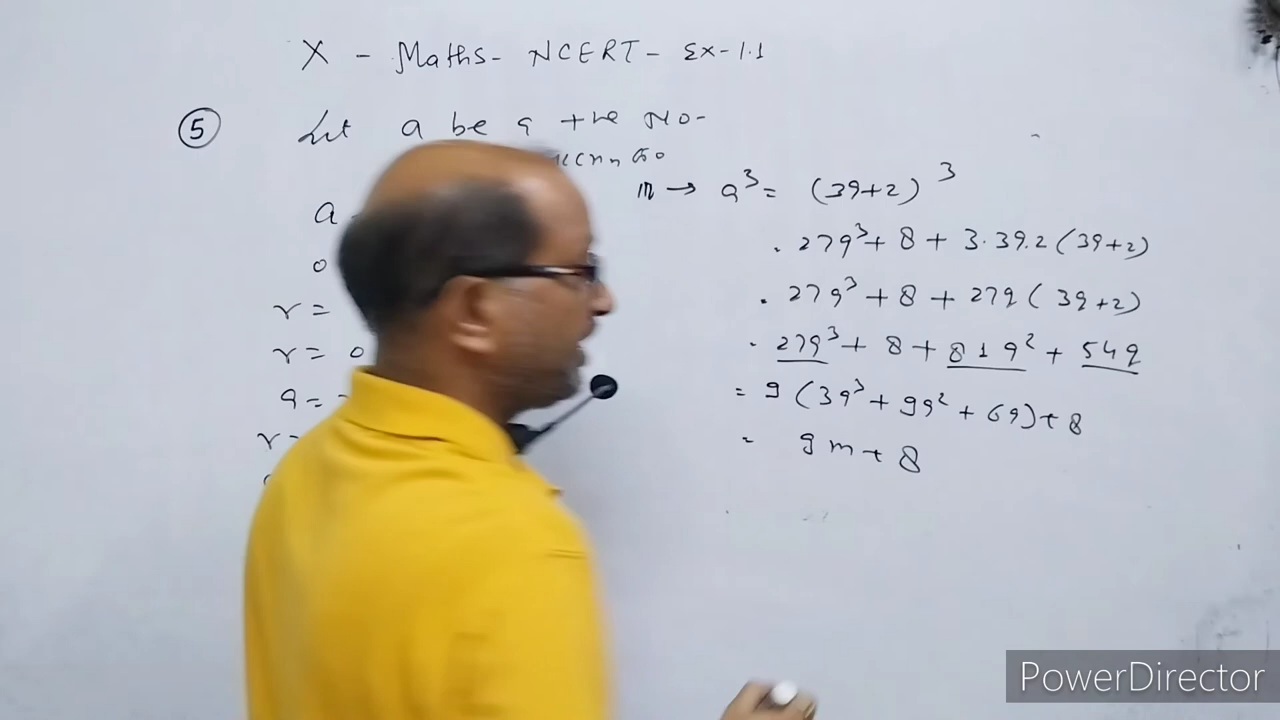 X - Maths - NCERT - Ex-1.1
5 Let a be a +ve No-
a
0
r =
r = 0
a =
r
III → a³ = (3q+2)³
. 27q³ + 8 + 3.3q.2 (3q+2)
. 27q³ + 8 + 27q (3q+2)
. 27q³ + 8 + 81q² + 54q
= 9 (3q³ + 9q² + 6q) + 8
= 9m + 8
PowerDirector